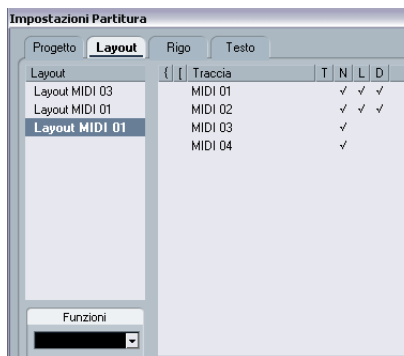 Impostazioni Partitura
Progetto Layout Rigo Testo
Layout { [ Traccia T N L D
Layout MIDI 03 MIDI 01 √ √ √
Layout MIDI 01 MIDI 02 √ √ √
Layout MIDI 01 MIDI 03 √
MIDI 04 √
Funzioni